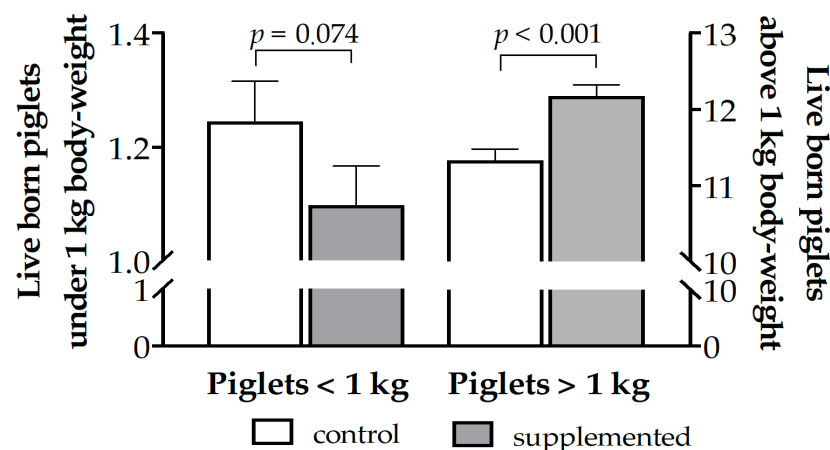 Live born piglets
under 1 kg body-weight
1.4
1.2
1.0
1
0
p = 0.074
p < 0.001
13
12
11
10
10
0
Live born piglets
above 1 kg body-weight
Piglets < 1 kg
Piglets > 1 kg
control
supplemented